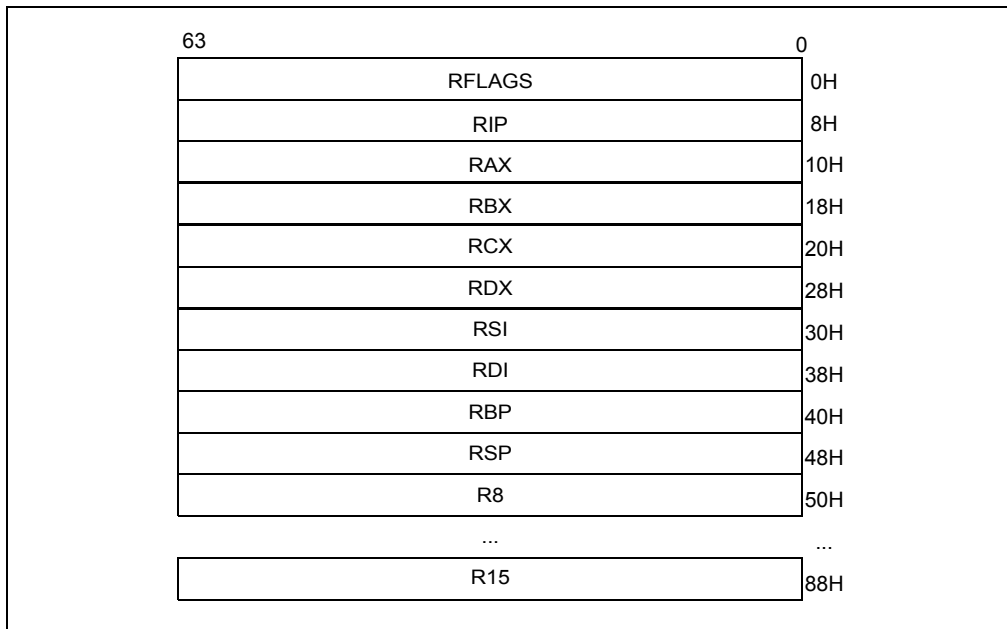 63 0
RFLAGS 0H
RIP 8H
RAX 10H
RBX 18H
RCX 20H
RDX 28H
RSI 30H
RDI 38H
RBP 40H
RSP 48H
R8 50H
... ...
R15 88H